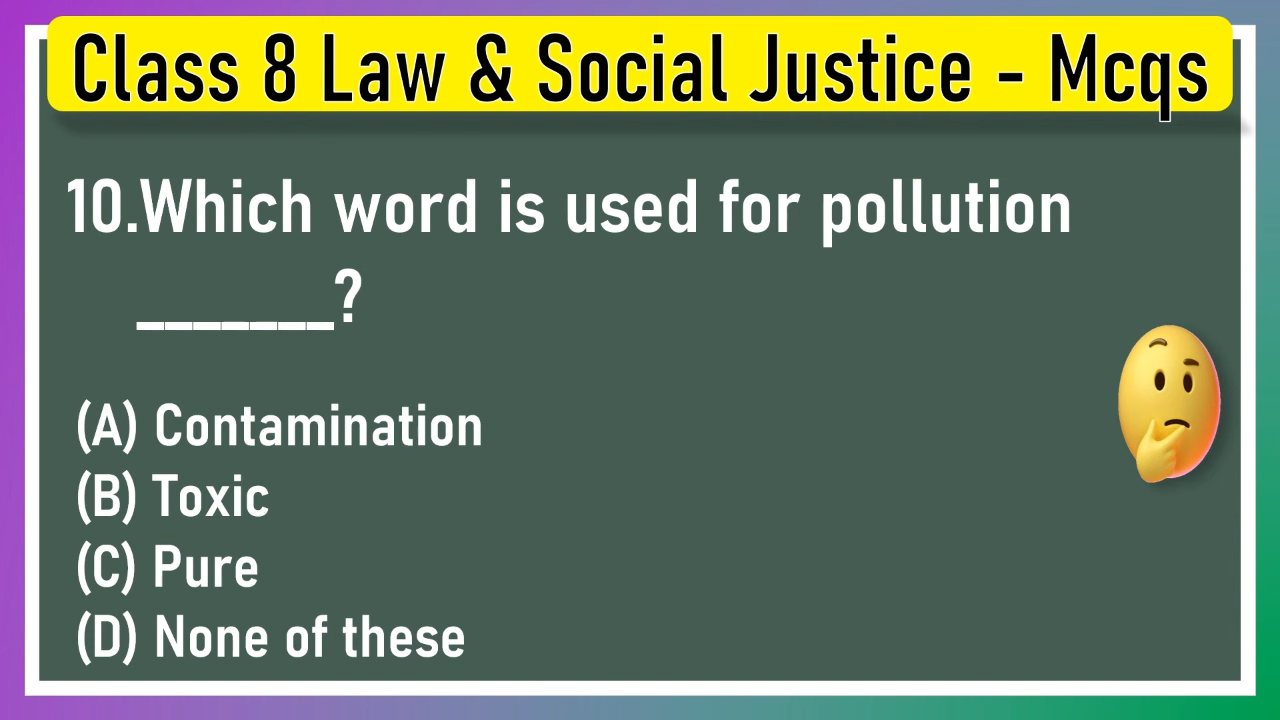 Class 8 Law & Social Justice - Mcqs
10.Which word is used for pollution
_______?
(A) Contamination
(B) Toxic
(C) Pure
(D) None of these